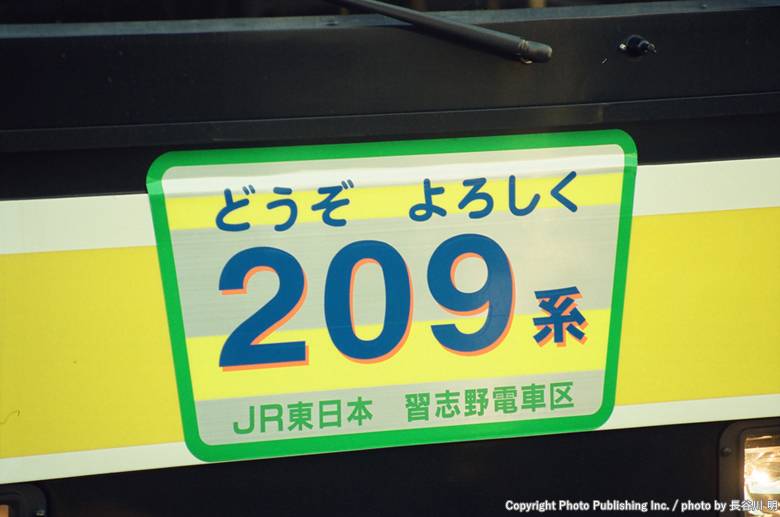 どうぞ よろしく
209系
JR東日本 習志野電車区
Copyright Photo Publishing Inc. / photo by 長谷川 明